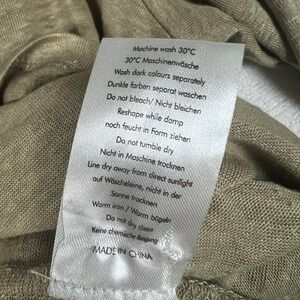 Machine wash 30°C
30°C Maschinenwäsche
Wash dark colours separately
Dunkle farben separat waschen
Do not bleach/ Nicht bleichen
Reshape while damp
noch feucht in Form ziehen
Do not tumble dry
Nicht in Maschine trocknen
Line dry away from direct sunlight
auf Wäscheleine, nicht in der
Sonne trocknen
Warm iron / Warm bügeln
Do not dry clean
Keine chemische Reinigung
MADE IN CHINA